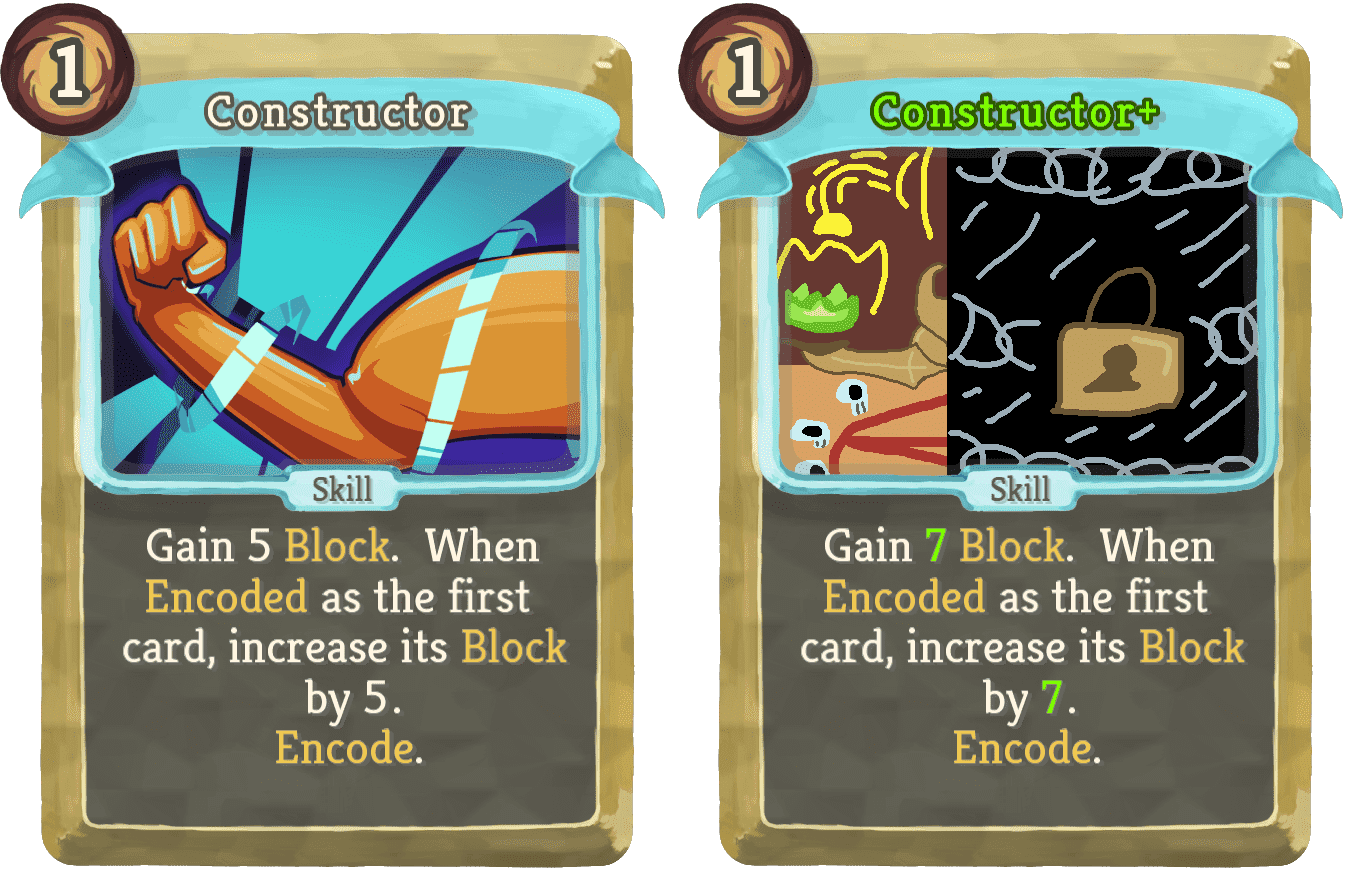 1
Constructor
Skill
Gain 5 Block. When
Encoded as the first
card, increase its Block
by 5.
Encode.
1
Constructor+
Skill
Gain 7 Block. When
Encoded as the first
card, increase its Block
by 7.
Encode.